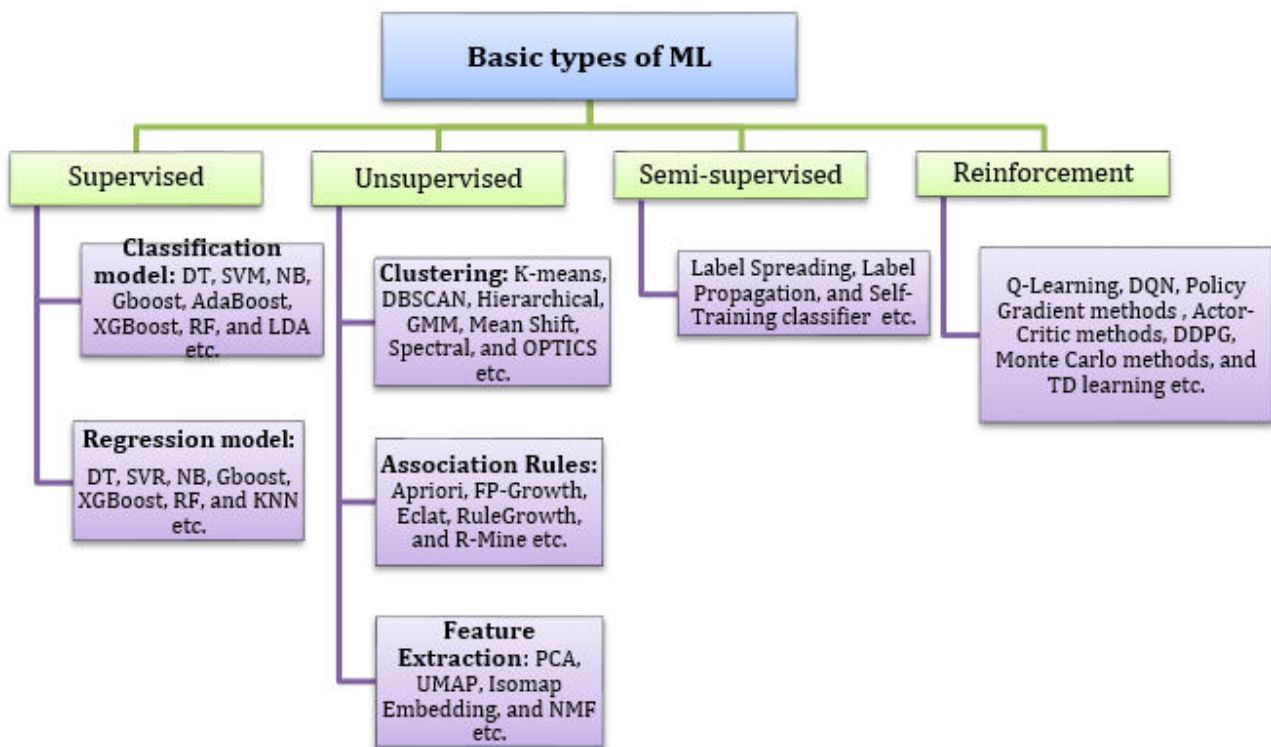 Basic types of ML
Supervised
Classification
model: DT, SVM, NB,
Gboost, AdaBoost,
XGBoost, RF, and LDA
etc.
Regression model:
DT, SVR, NB, Gboost,
XGBoost, RF, and KNN
etc.
Unsupervised
Clustering: K-means,
DBSCAN, Hierarchical,
GMM, Mean Shift,
Spectral, and OPTICS
etc.
Association Rules:
Apriori, FP-Growth,
Eclat, RuleGrowth,
and R-Mine etc.
Feature
Extraction: PCA,
UMAP, Isomap
Embedding, and NMF
etc.
Semi-supervised
Label Spreading, Label
Propagation, and Self-
Training classifier etc.
Reinforcement
Q-Learning, DQN, Policy
Gradient methods , Actor-
Critic methods, DDPG,
Monte Carlo methods, and
TD learning etc.